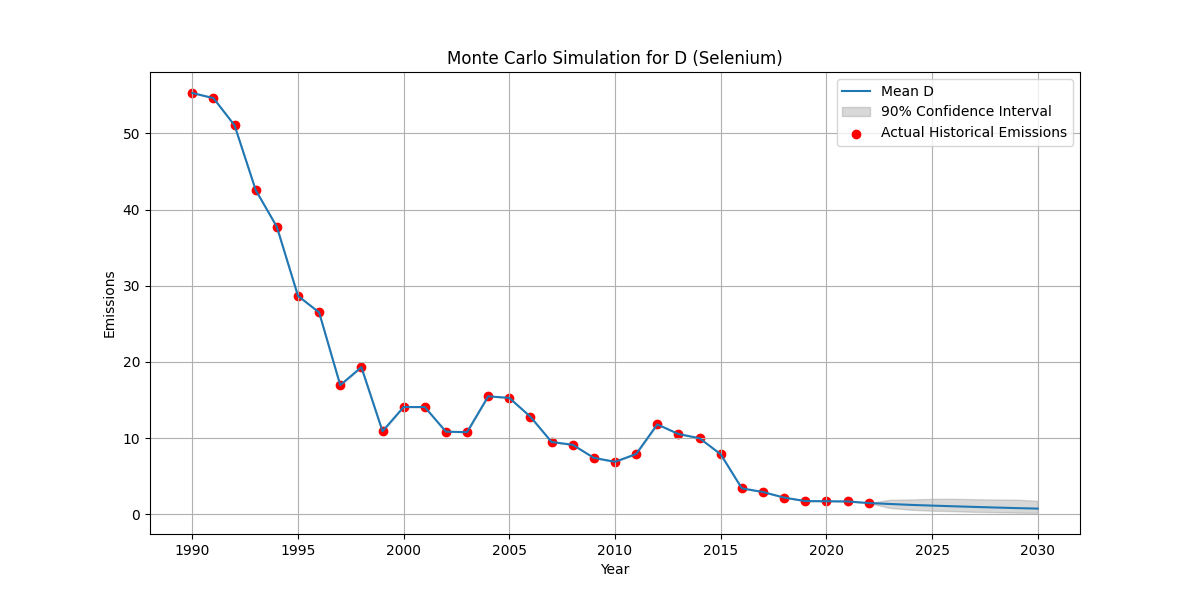 Monte Carlo Simulation for D (Selenium)
Mean D
90% Confidence Interval
Actual Historical Emissions
50
40
30
20
10
0
Emissions
1990 1995 2000 2005 2010 2015 2020 2025 2030
Year